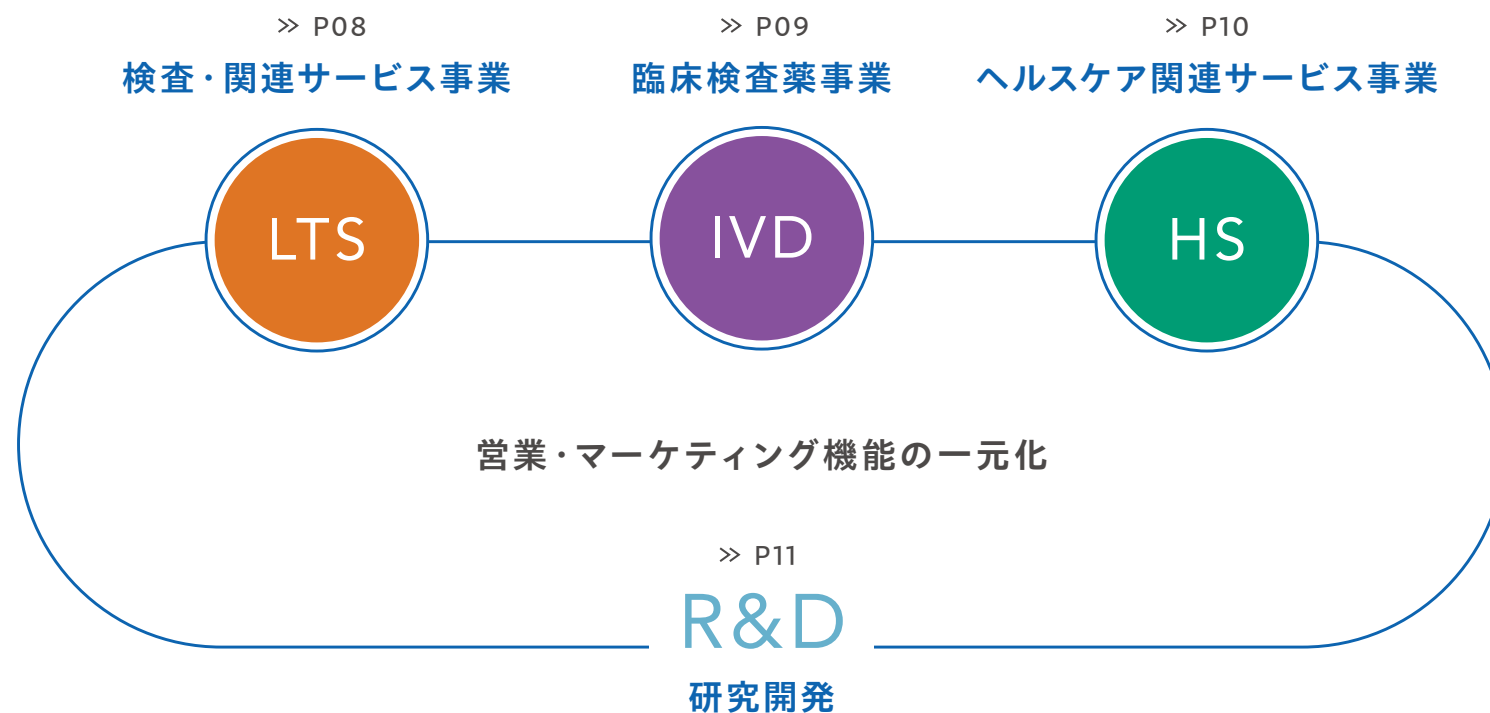 ≫ P08
検査・関連サービス事業
LTS
≫ P09
臨床検査薬事業
IVD
≫ P10
ヘルスケア関連サービス事業
HS
営業・マーケティング機能の一元化
≫ P11
R&D
研究開発